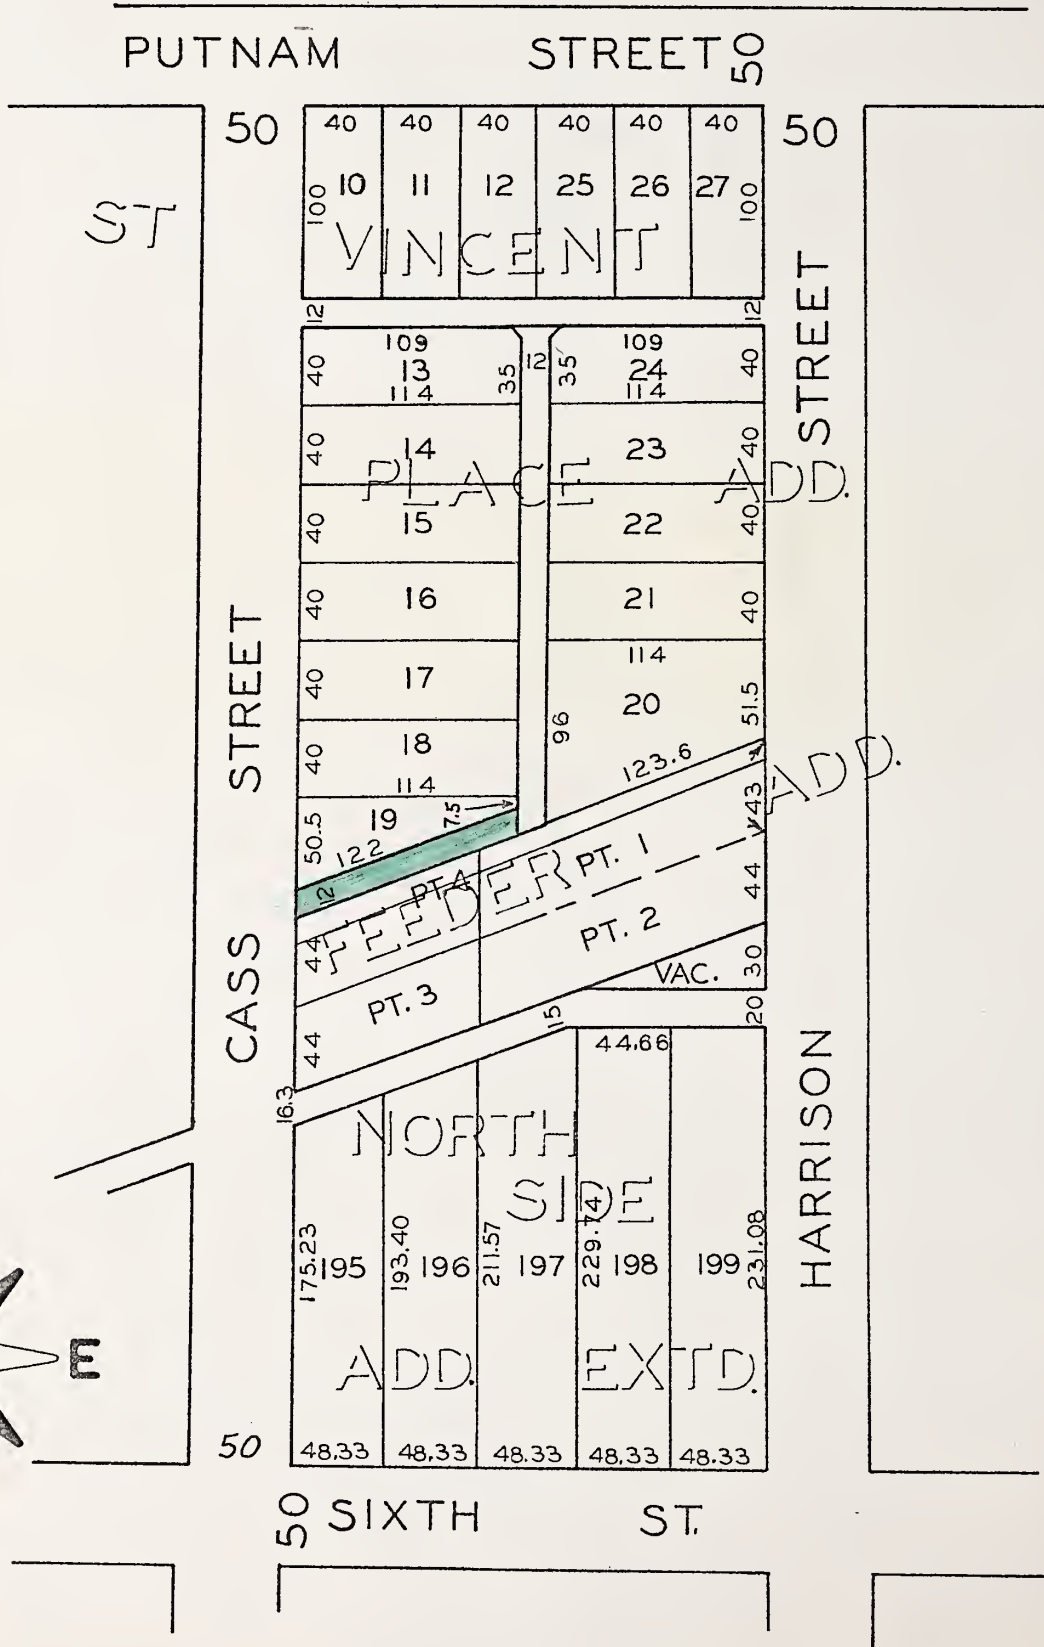 PUTNAM STREET 50
50 40 40 40 40 40 40 50
100 10 11 12 25 26 27 100
ST
VINCENT
12 12
109 109
40 13 35 12 35 24 40
114 114
40 14 23 40
PLACE ADD.
40 15 22 40
40 16 21 40
114
40 17 20 51.5
96
40 18
114
123.6
50.5 19 7.5
122
12
ADD.
43
PT. 1
PT.4
44 FEEDER 44
PT. 2
PT. 3
VAC. 30
44 15 20
44.66
16.3
STREET
CASS
STREET
HARRISON
NORTH
SIDE
175.23 195 193.40 196 211.57 197 229.74 198 199 231.08
E
ADD. EXTD.
50 48.33 48.33 48.33 48.33 48.33
50 SIXTH ST.